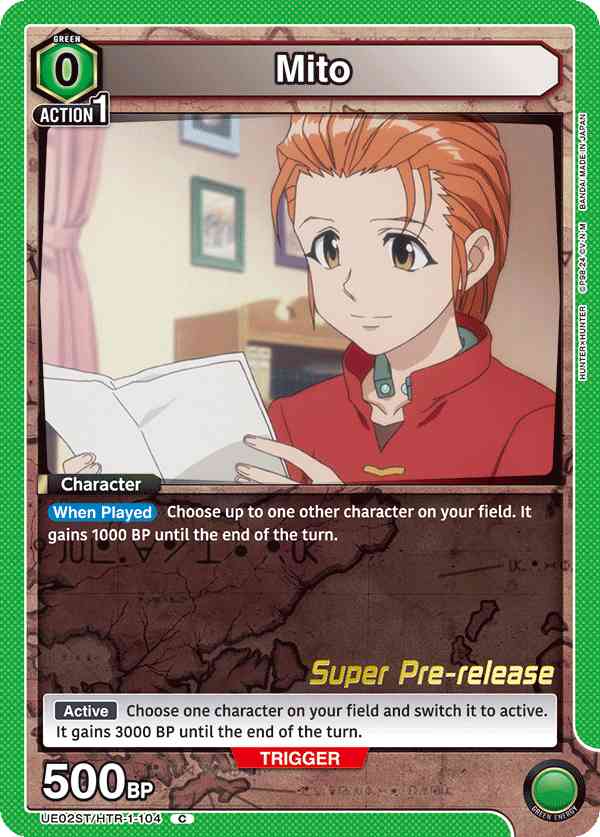 GREEN
0
ACTION 1
Mito
BANDAI MADE IN JAPAN
©P98-24 ©V･N･M
HUNTER×HUNTER
Character
When Played Choose up to one other character on your field. It
gains 1000 BP until the end of the turn.
Super Pre-release
Active Choose one character on your field and switch it to active.
It gains 3000 BP until the end of the turn.
TRIGGER
500 BP
UE02ST/HTR-1-104 C
GREEN ENERGY